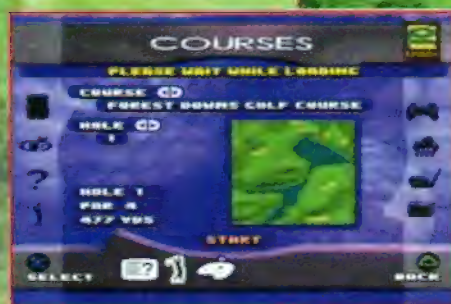 COURSES
PLEASE WAIT WHILE LOADING
COURSE
FOREST DOWNS GOLF COURSE
HOLE
1
HOLE 1
PAR 4
477 YDS
START
SELECT
BACK